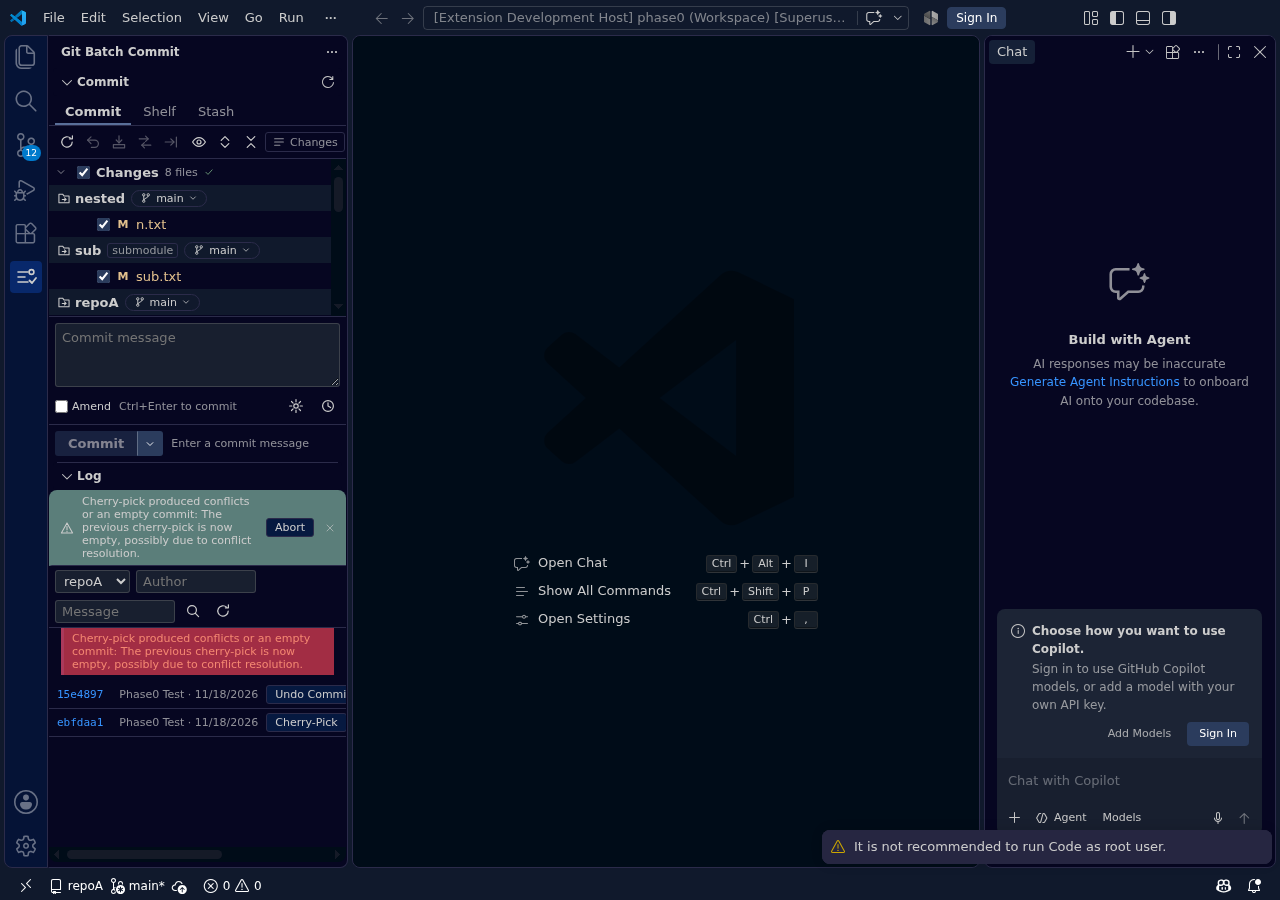 File Edit Selection View Go Run ···
[Extension Development Host] phase0 (Workspace) [Superus...
Sign In
Git Batch Commit
Commit
Commit Shelf Stash
Changes
Changes 8 files
nested main
M n.txt
sub submodule main
M sub.txt
repoA main
Commit message
Amend Ctrl+Enter to commit
Commit Enter a commit message
Log
Cherry-pick produced conflicts
or an empty commit: The
previous cherry-pick is now
empty, possibly due to conflict
resolution.
Abort
repoA Author
Message
Cherry-pick produced conflicts or an empty
commit: The previous cherry-pick is now
empty, possibly due to conflict resolution.
15e4897 Phase0 Test · 11/18/2026 Undo Commi
ebfdaa1 Phase0 Test · 11/18/2026 Cherry-Pick
12
Open Chat Ctrl + Alt + I
Show All Commands Ctrl + Shift + P
Open Settings Ctrl + ,
Chat
Build with Agent
AI responses may be inaccurate
Generate Agent Instructions to onboard
AI onto your codebase.
Choose how you want to use
Copilot.
Sign in to use GitHub Copilot
models, or add a model with your
own API key.
Add Models Sign In
Chat with Copilot
Agent Models
It is not recommended to run Code as root user.
repoA main* 0 0